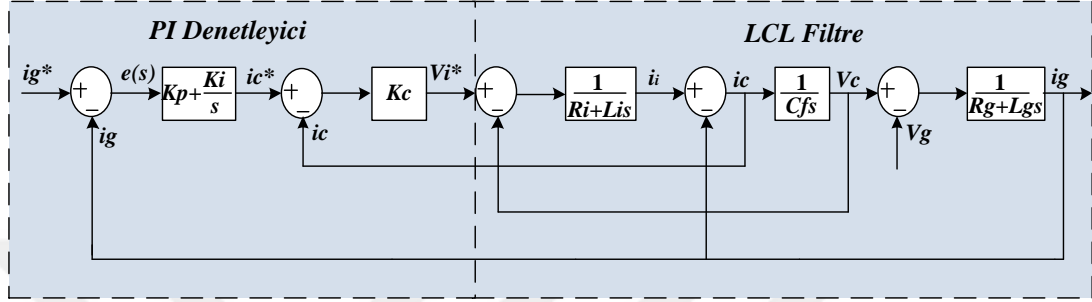 PI Denetleyici
LCL Filtre
ig*
+
−
e(s)
Kp+Ki/s
ic*
+
−
Kc
Vi*
+
−
1/Ri+Lis
ii
+
−
ic
1/Cfs
Vc
+
−
1/Rg+Lgs
ig
ig
ic
Vg